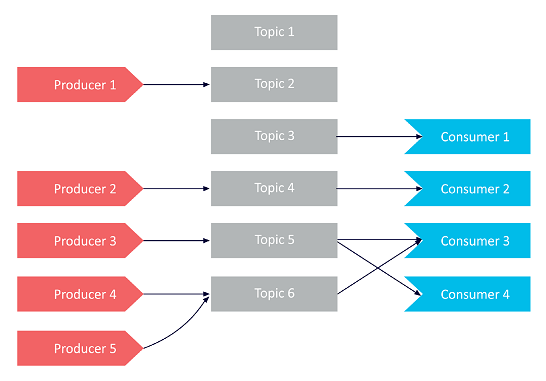 Topic 1
Producer 1
Topic 2
Topic 3
Consumer 1
Producer 2
Topic 4
Consumer 2
Producer 3
Topic 5
Consumer 3
Producer 4
Topic 6
Consumer 4
Producer 5